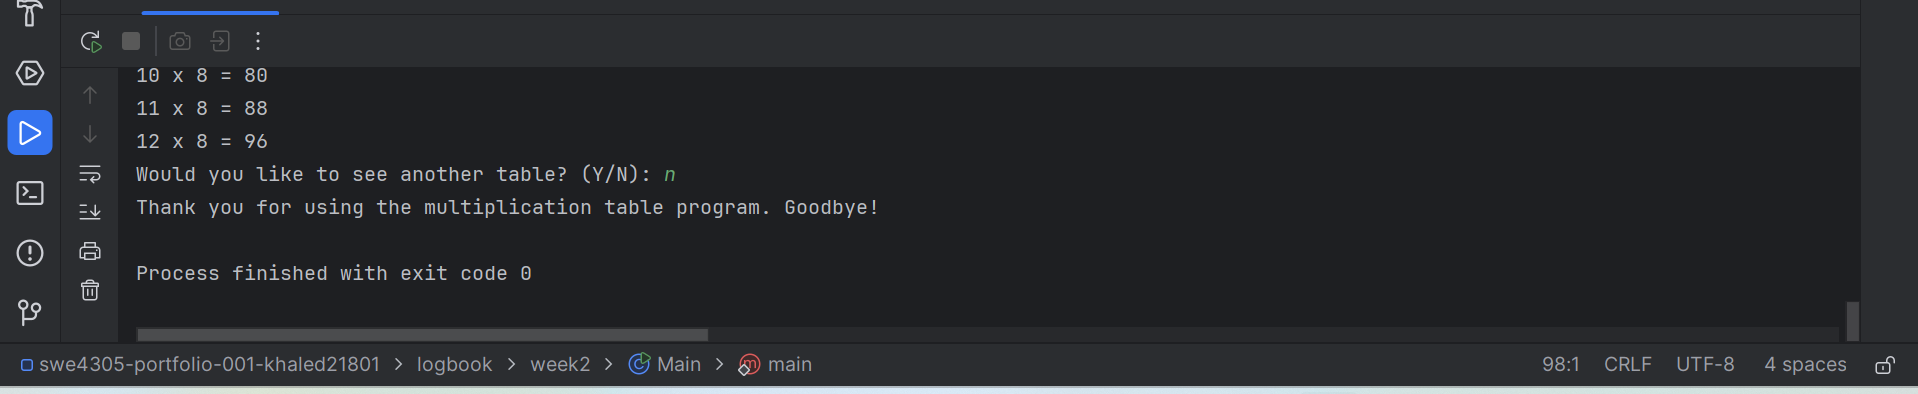 10 x 8 = 80
11 x 8 = 88
12 x 8 = 96
Would you like to see another table? (Y/N): n
Thank you for using the multiplication table program. Goodbye!
Process finished with exit code 0
swe4305-portfolio-001-khaled21801 > logbook > week2 > Main > main 98:1 CRLF UTF-8 4 spaces